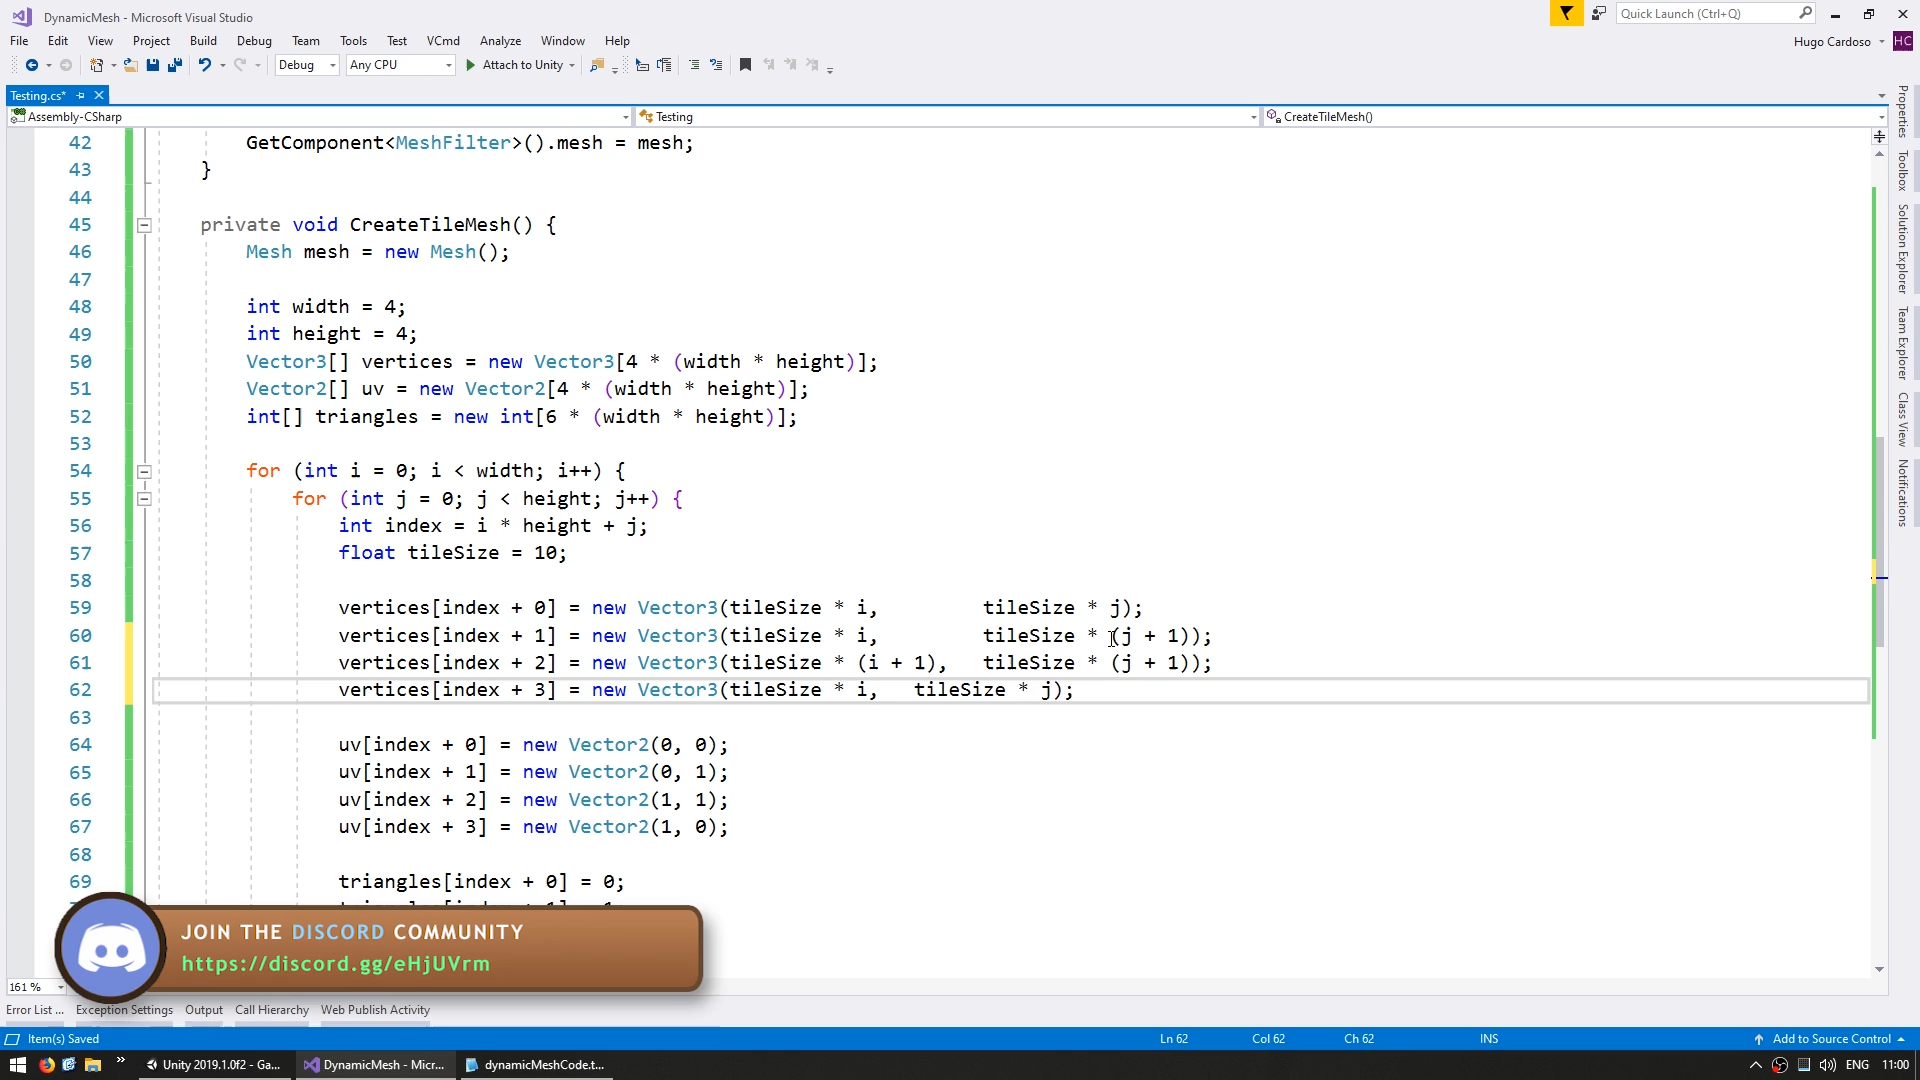 DynamicMesh - Microsoft Visual Studio
Quick Launch (Ctrl+Q)
File Edit View Project Build Debug Team Tools Test VCmd Analyze Window Help
Hugo Cardoso HC
Debug Any CPU Attach to Unity
Testing.cs*
Assembly-CSharp Testing CreateTileMesh()
42 GetComponent<MeshFilter>().mesh = mesh;
43 }
44
45 private void CreateTileMesh() {
46 Mesh mesh = new Mesh();
47
48 int width = 4;
49 int height = 4;
50 Vector3[] vertices = new Vector3[4 * (width * height)];
51 Vector2[] uv = new Vector2[4 * (width * height)];
52 int[] triangles = new int[6 * (width * height)];
53
54 for (int i = 0; i < width; i++) {
55 for (int j = 0; j < height; j++) {
56 int index = i * height + j;
57 float tileSize = 10;
58
59 vertices[index + 0] = new Vector3(tileSize * i, tileSize * j);
60 vertices[index + 1] = new Vector3(tileSize * i, tileSize * (j + 1));
61 vertices[index + 2] = new Vector3(tileSize * (i + 1), tileSize * (j + 1));
62 vertices[index + 3] = new Vector3(tileSize * i, tileSize * j);
63
64 uv[index + 0] = new Vector2(0, 0);
65 uv[index + 1] = new Vector2(0, 1);
66 uv[index + 2] = new Vector2(1, 1);
67 uv[index + 3] = new Vector2(1, 0);
68
69 triangles[index + 0] = 0;
JOIN THE DISCORD COMMUNITY
https://discord.gg/eHjUVrm
Properties
Toolbox
Solution Explorer
Team Explorer
Class View
Notifications
161 %
Error List ... Exception Settings Output Call Hierarchy Web Publish Activity
Item(s) Saved Ln 62 Col 62 Ch 62 INS Add to Source Control
Unity 2019.1.0f2 - Ga... DynamicMesh - Micr... dynamicMeshCode.t... ENG 11:00